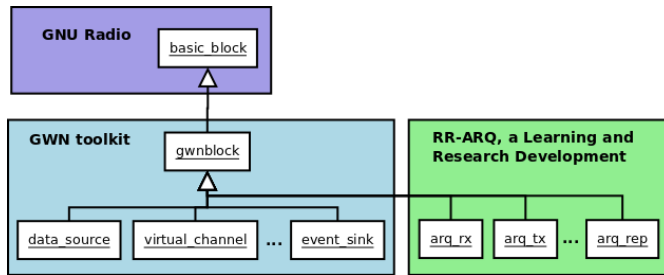 GNU Radio
basic_block
GWN toolkit
gwnblock
RR-ARQ, a Learning and
Research Development
data_source
virtual_channel
...
event_sink
arq_rx
arq_tx
...
arq_rep